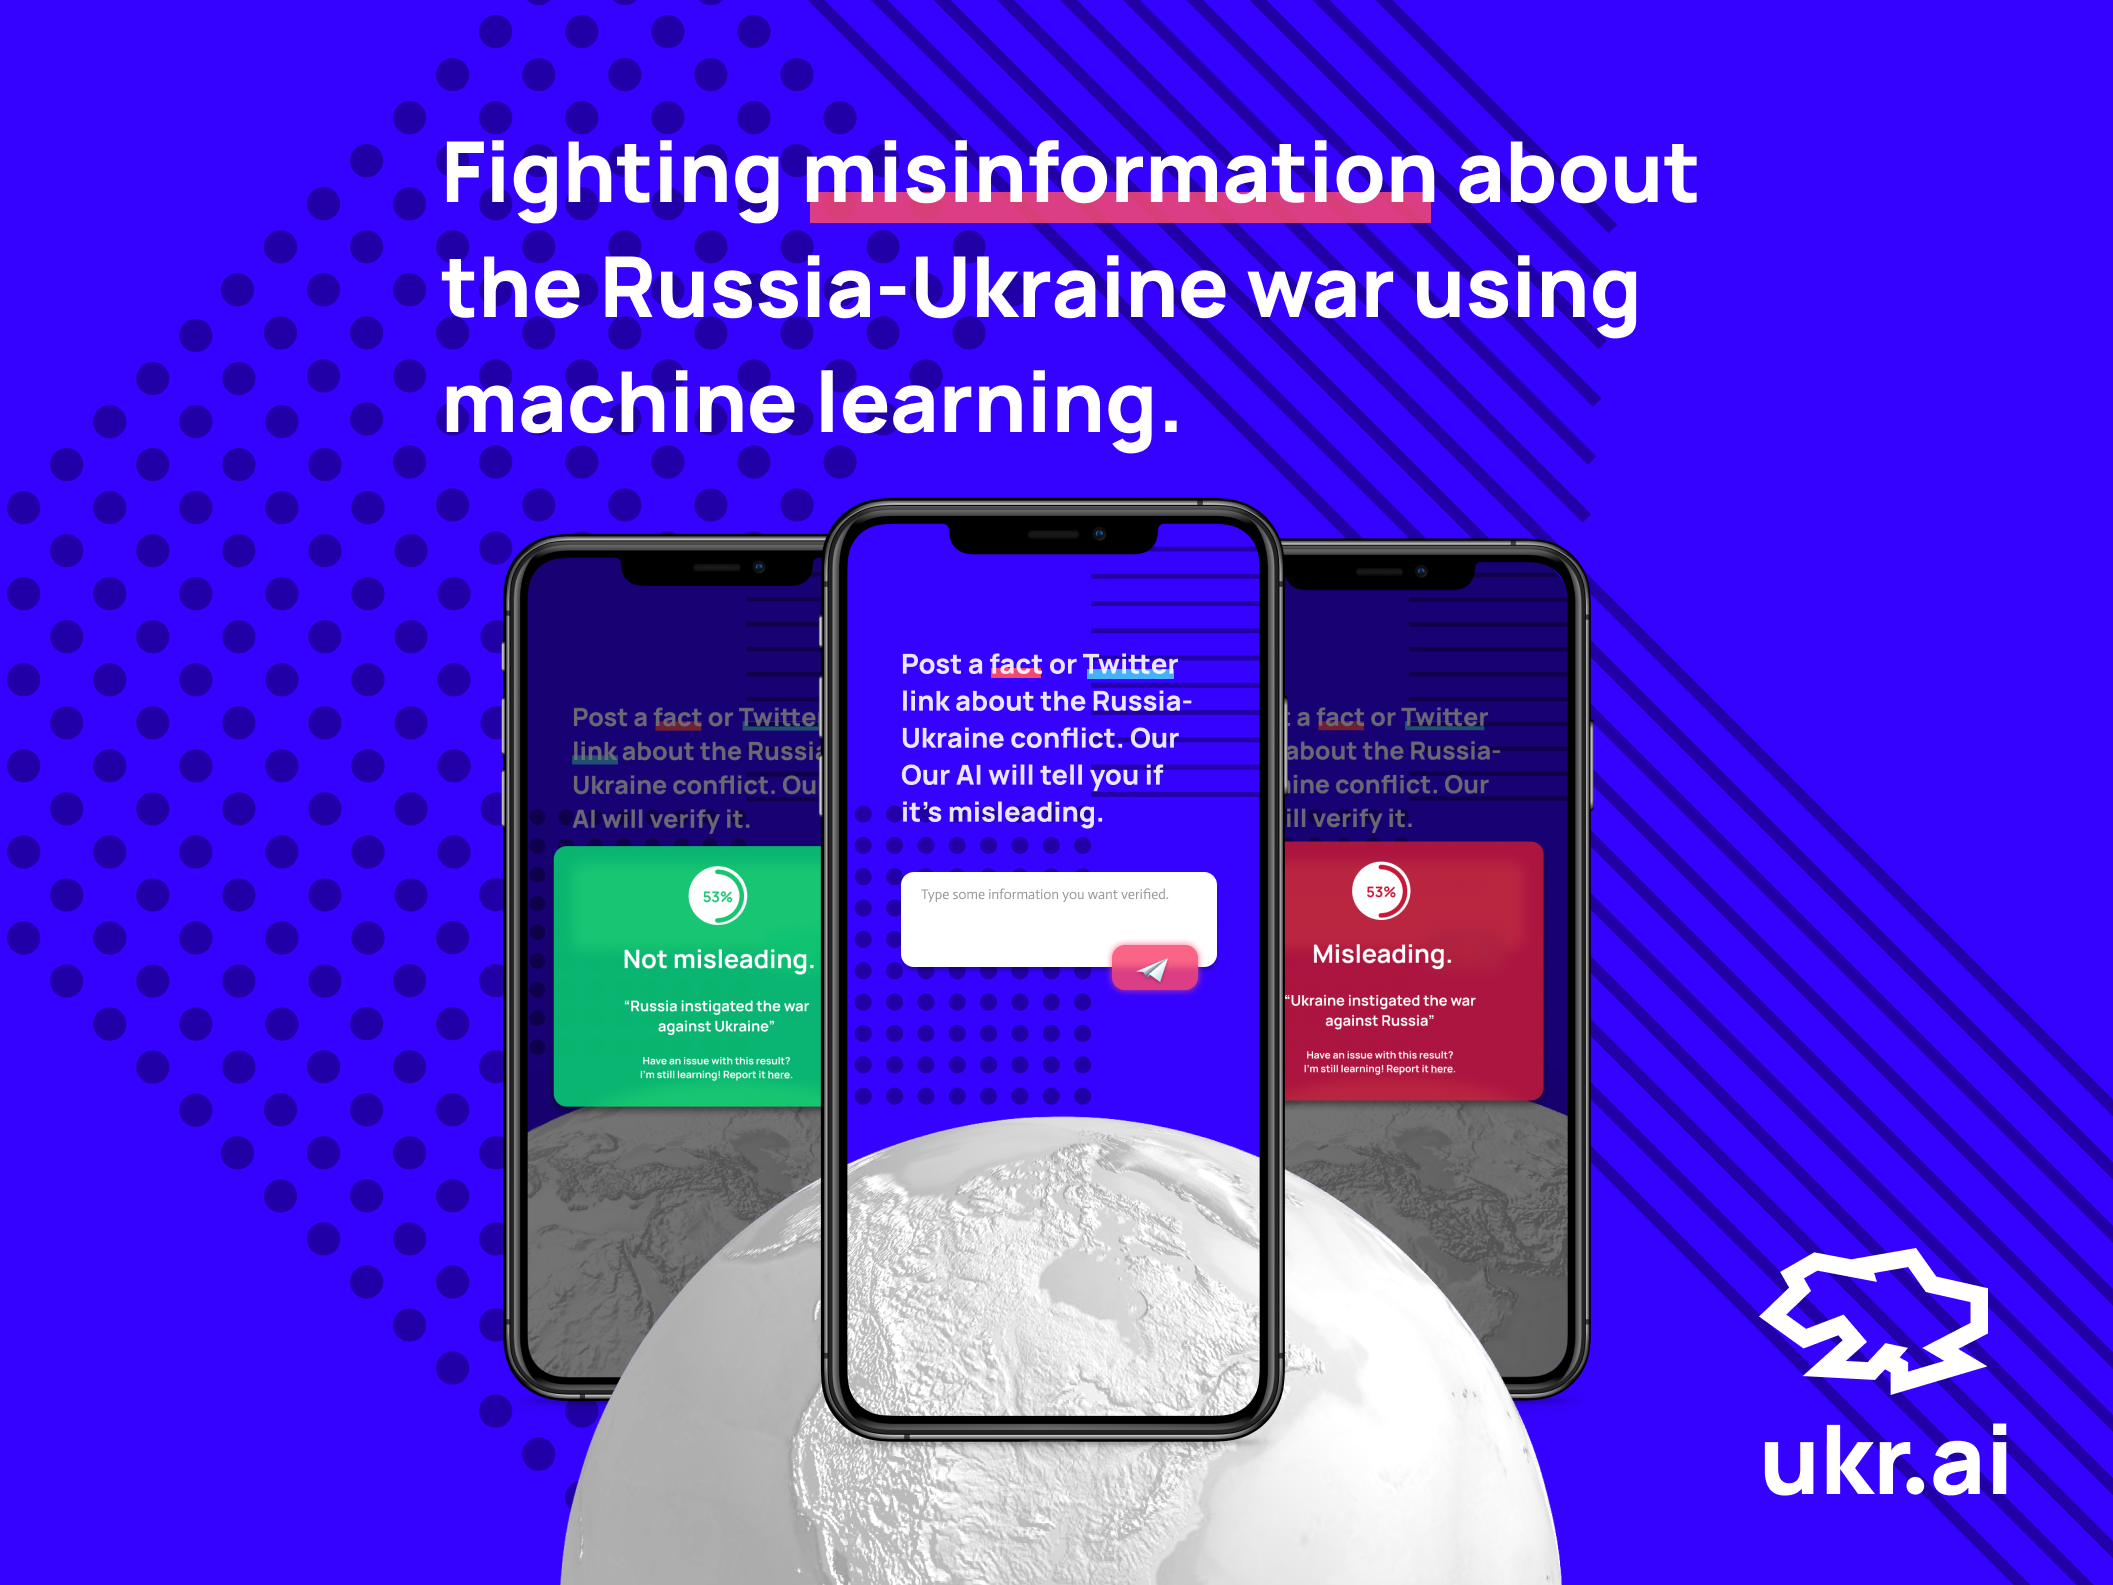 Fighting misinformation about
the Russia-Ukraine war using
machine learning.
Post a fact or Twitter
link about the Russia-
Ukraine conflict. Our
AI will verify it.
53%
Not misleading.
“Russia instigated the war
against Ukraine”
Have an issue with this result?
I'm still learning! Report it here.
Post a fact or Twitter
link about the Russia-
Ukraine conflict. Our
Our AI will tell you if
it’s misleading.
Type some information you want verified.
a fact or Twitter
about the Russia-
ine conflict. Our
ill verify it.
53%
Misleading.
“Ukraine instigated the war
against Russia”
Have an issue with this result?
I'm still learning! Report it here.
ukr.ai